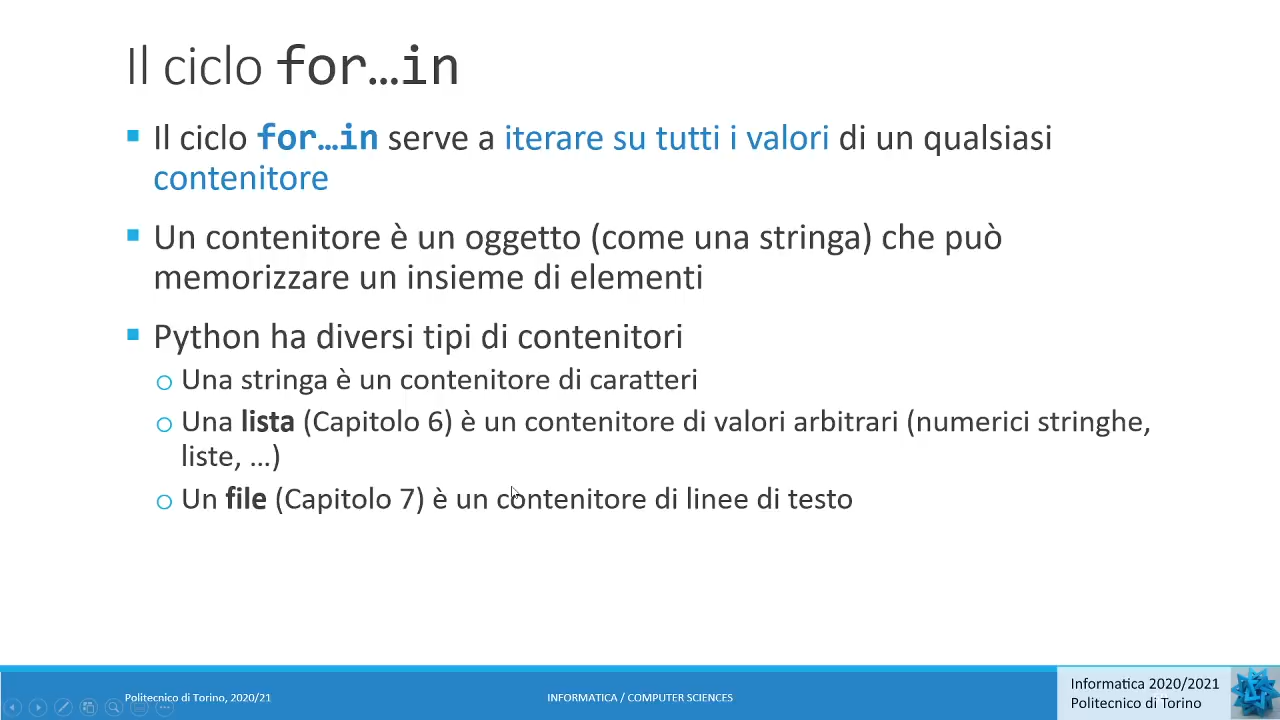 Il ciclo for…in
Il ciclo for…in serve a iterare su tutti i valori di un qualsiasi
contenitore
Un contenitore è un oggetto (come una stringa) che può
memorizzare un insieme di elementi
Python ha diversi tipi di contenitori
Una stringa è un contenitore di caratteri
Una lista (Capitolo 6) è un contenitore di valori arbitrari (numerici stringhe,
liste, …)
Un file (Capitolo 7) è un contenitore di linee di testo
Politecnico di Torino, 2020/21
INFORMATICA / COMPUTER SCIENCES
Informatica 2020/2021
Politecnico di Torino